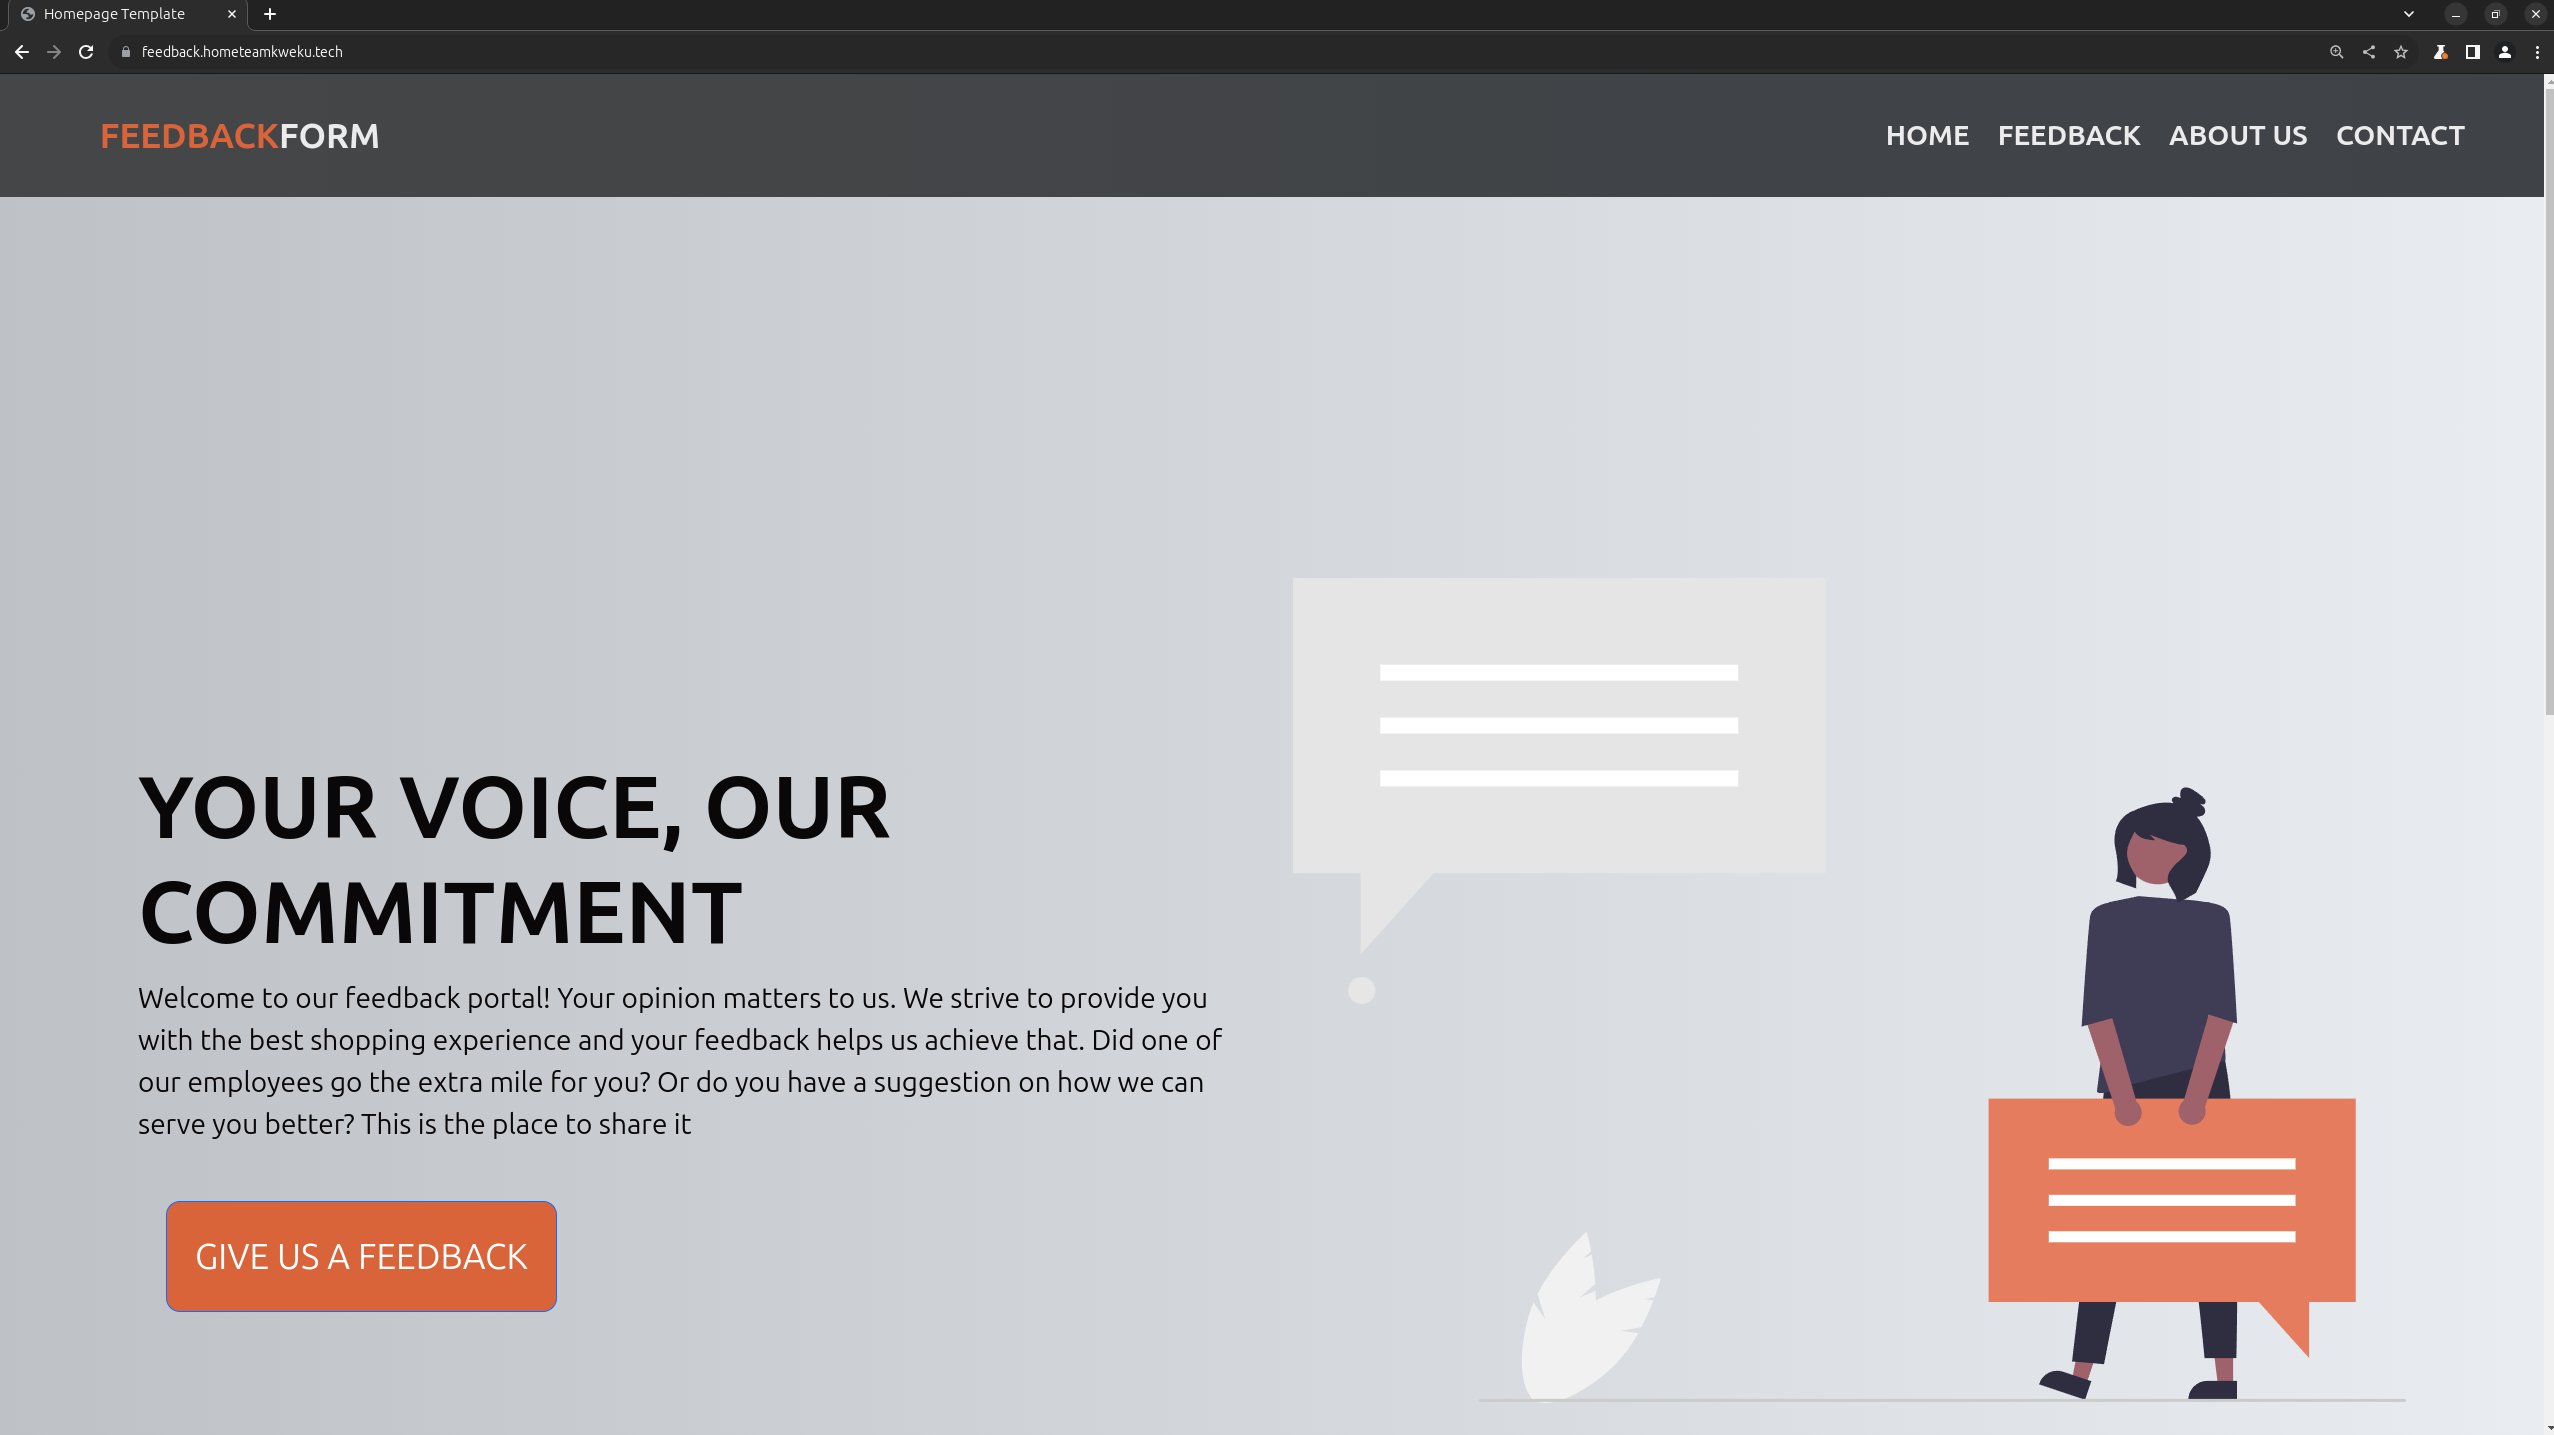 Homepage Template
feedback.hometeamkweku.tech
FEEDBACKFORM
HOME FEEDBACK ABOUT US CONTACT
YOUR VOICE, OUR
COMMITMENT
Welcome to our feedback portal! Your opinion matters to us. We strive to provide you
with the best shopping experience and your feedback helps us achieve that. Did one of
our employees go the extra mile for you? Or do you have a suggestion on how we can
serve you better? This is the place to share it
GIVE US A FEEDBACK